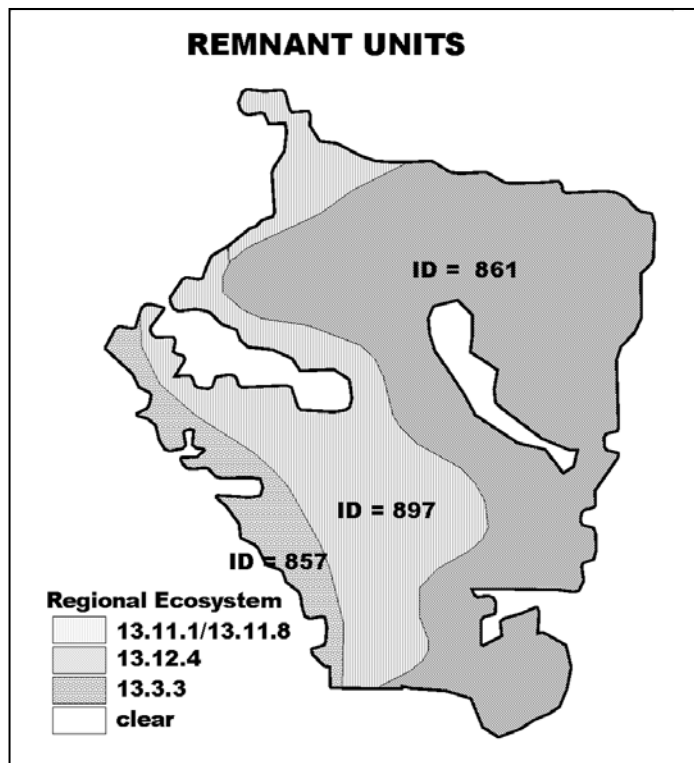 REMNANT UNITS
ID = 861
ID = 897
ID = 857
Regional Ecosystem
13.11.1/13.11.8
13.12.4
13.3.3
clear